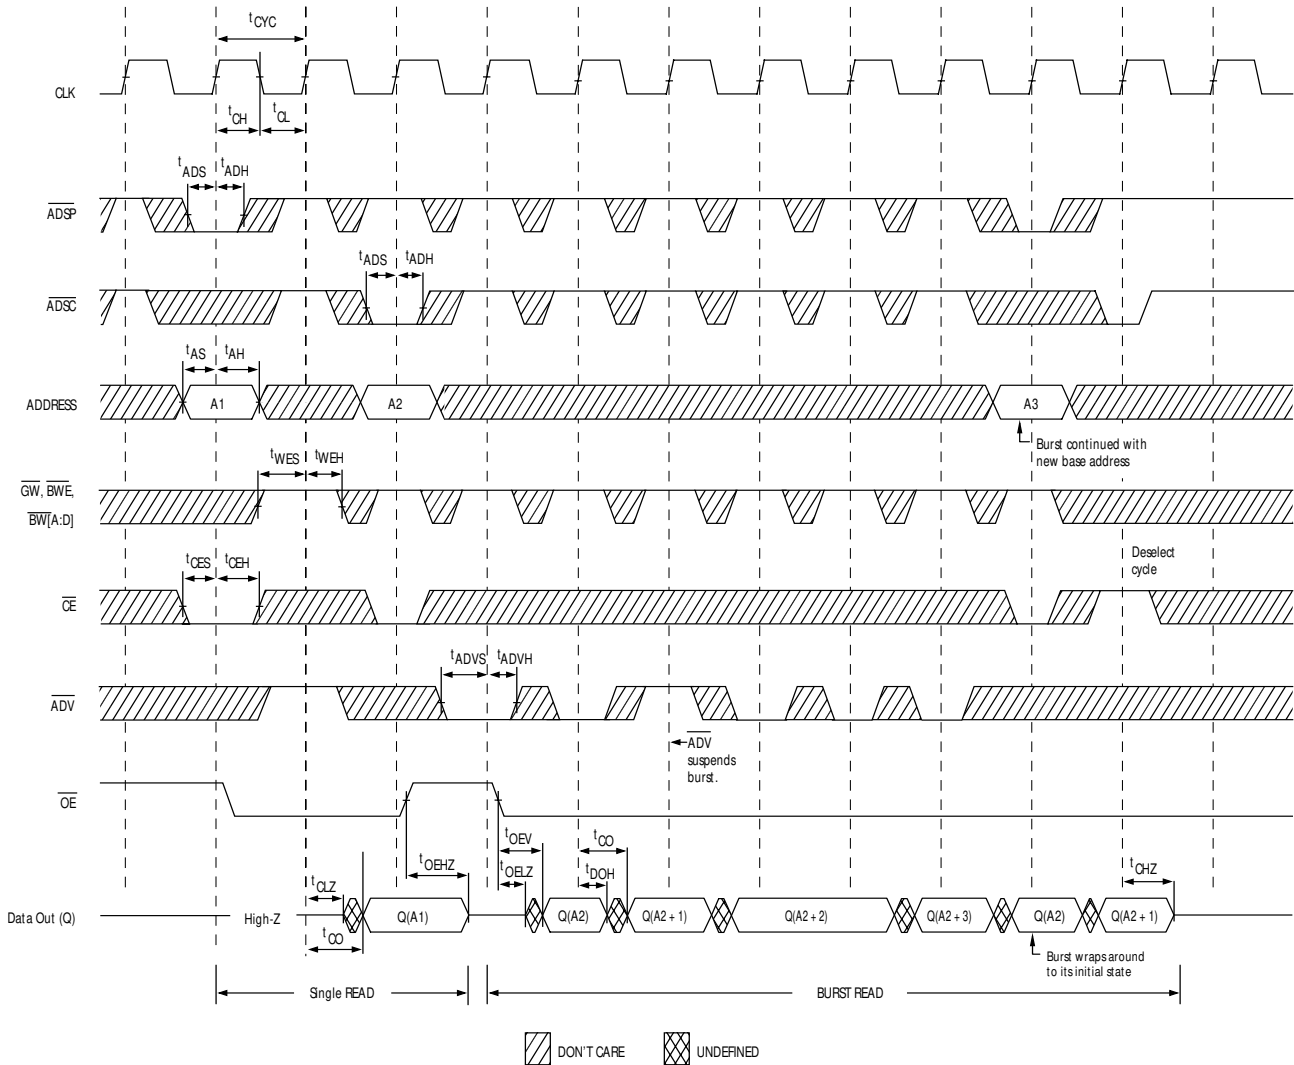 tCYC
CLK
tCH
tCL
tADS
tADH
ADSP
tADS
tADH
ADSC
tAS
tAH
ADDRESS
A1
A2
A3
Burst continued with
new base address
tWES
tWEH
GW, BWE,
BW[A:D]
Deselect
cycle
tCES
tCEH
CE
tADVS
tADVH
ADV
ADV
suspends
burst.
OE
tOEV
tCO
tOEHZ
tOELZ
tDOH
tCHZ
tCLZ
Data Out (Q)
High-Z
Q(A1)
Q(A2)
Q(A2 + 1)
Q(A2 + 2)
Q(A2 + 3)
Q(A2)
Q(A2 + 1)
tCO
Burst wraps around
to its initial state
Single READ
BURST READ
DON'T CARE
UNDEFINED